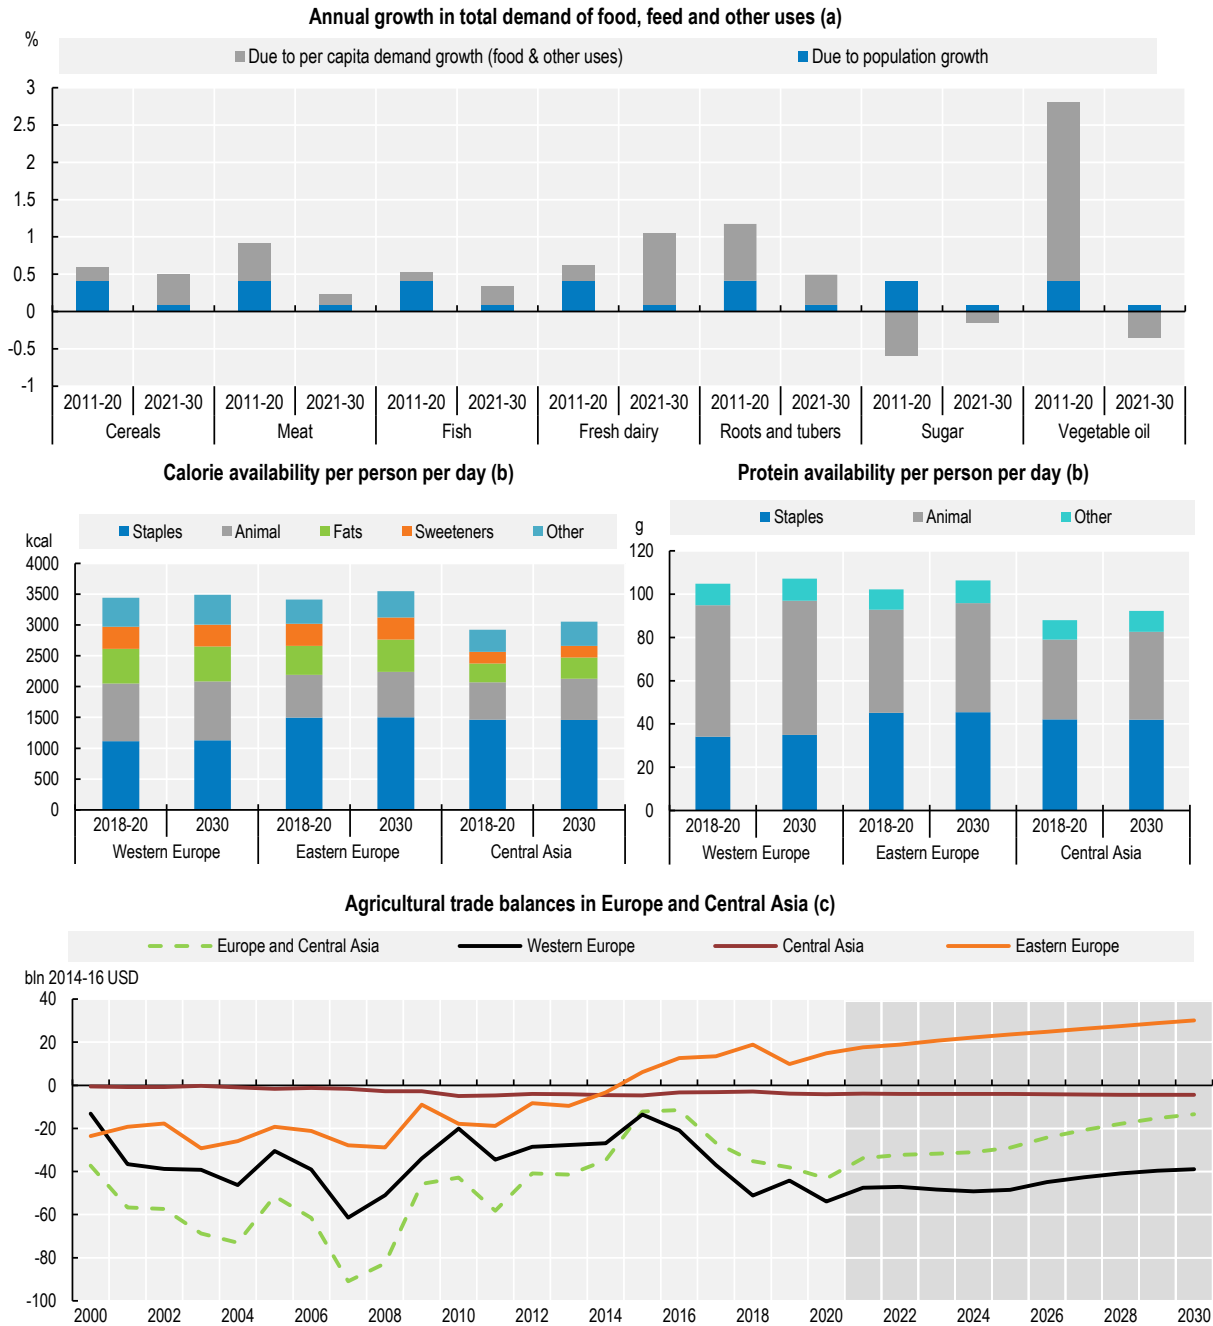 Annual growth in total demand of food, feed and other uses (a)
%
Due to per capita demand growth (food & other uses) Due to population growth
3
2.5
2
1.5
1
0.5
0
-0.5
-1
2011-20 2021-30 2011-20 2021-30 2011-20 2021-30 2011-20 2021-30 2011-20 2021-30 2011-20 2021-30 2011-20 2021-30
Cereals Meat Fish Fresh dairy Roots and tubers Sugar Vegetable oil
Calorie availability per person per day (b)
Staples Animal Fats Sweeteners Other
kcal
4000
3500
3000
2500
2000
1500
1000
500
0
2018-20 2030 2018-20 2030 2018-20 2030
Western Europe Eastern Europe Central Asia
Protein availability per person per day (b)
Staples Animal Other
g
120
100
80
60
40
20
0
2018-20 2030 2018-20 2030 2018-20 2030
Western Europe Eastern Europe Central Asia
Agricultural trade balances in Europe and Central Asia (c)
Europe and Central Asia Western Europe Central Asia Eastern Europe
bln 2014-16 USD
40
20
0
-20
-40
-60
-80
-100
2000 2002 2004 2006 2008 2010 2012 2014 2016 2018 2020 2022 2024 2026 2028 2030